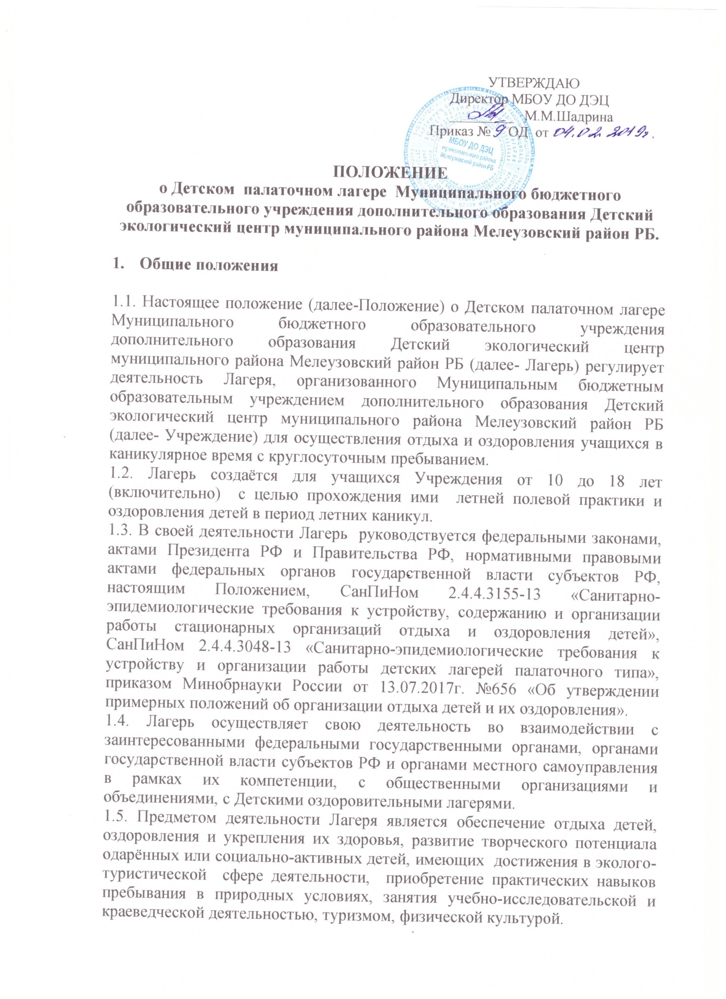 УТВЕРЖДАЮ
Директор МБОУ ДО ДЭЦ
М.М.Шадрина
Приказ № 9 ОД от 04.02.2019г.
МБОУ ДО ДЭЦ
муниципального района
Мелеузовский район РБ
ПОЛОЖЕНИЕ
о Детском палаточном лагере Муниципального бюджетного
образовательного учреждения дополнительного образования Детский
экологический центр муниципального района Мелеузовский район РБ.
1. Общие положения
1.1. Настоящее положение (далее-Положение) о Детском палаточном лагере
Муниципального бюджетного образовательного учреждения
дополнительного образования Детский экологический центр
муниципального района Мелеузовский район РБ (далее- Лагерь) регулирует
деятельность Лагеря, организованного Муниципальным бюджетным
образовательным учреждением дополнительного образования Детский
экологический центр муниципального района Мелеузовский район РБ
(далее- Учреждение) для осуществления отдыха и оздоровления учащихся в
каникулярное время с круглосуточным пребыванием.
1.2. Лагерь создаётся для учащихся Учреждения от 10 до 18 лет
(включительно) с целью прохождения ими летней полевой практики и
оздоровления детей в период летних каникул.
1.3. В своей деятельности Лагерь руководствуется федеральными законами,
актами Президента РФ и Правительства РФ, нормативными правовыми
актами федеральных органов государственной власти субъектов РФ,
настоящим Положением, СанПиНом 2.4.4.3155-13 «Санитарно-
эпидемиологические требования к устройству, содержанию и организации
работы стационарных организаций отдыха и оздоровления детей»,
СанПиНом 2.4.4.3048-13 «Санитарно-эпидемиологические требования к
устройству и организации работы детских лагерей палаточного типа»,
приказом Минобрнауки России от 13.07.2017г. №656 «Об утверждении
примерных положений об организации отдыха детей и их оздоровления».
1.4. Лагерь осуществляет свою деятельность во взаимодействии с
заинтересованными федеральными государственными органами, органами
государственной власти субъектов РФ и органами местного самоуправления
в рамках их компетенции, с общественными организациями и
объединениями, с Детскими оздоровительными лагерями.
1.5. Предметом деятельности Лагеря является обеспечение отдыха детей,
оздоровления и укрепления их здоровья, развитие творческого потенциала
одарённых или социально-активных детей, имеющих достижения в эколого-
туристической сфере деятельности, приобретение практических навыков
пребывания в природных условиях, занятия учебно-исследовательской и
краеведческой деятельностью, туризмом, физической культурой.